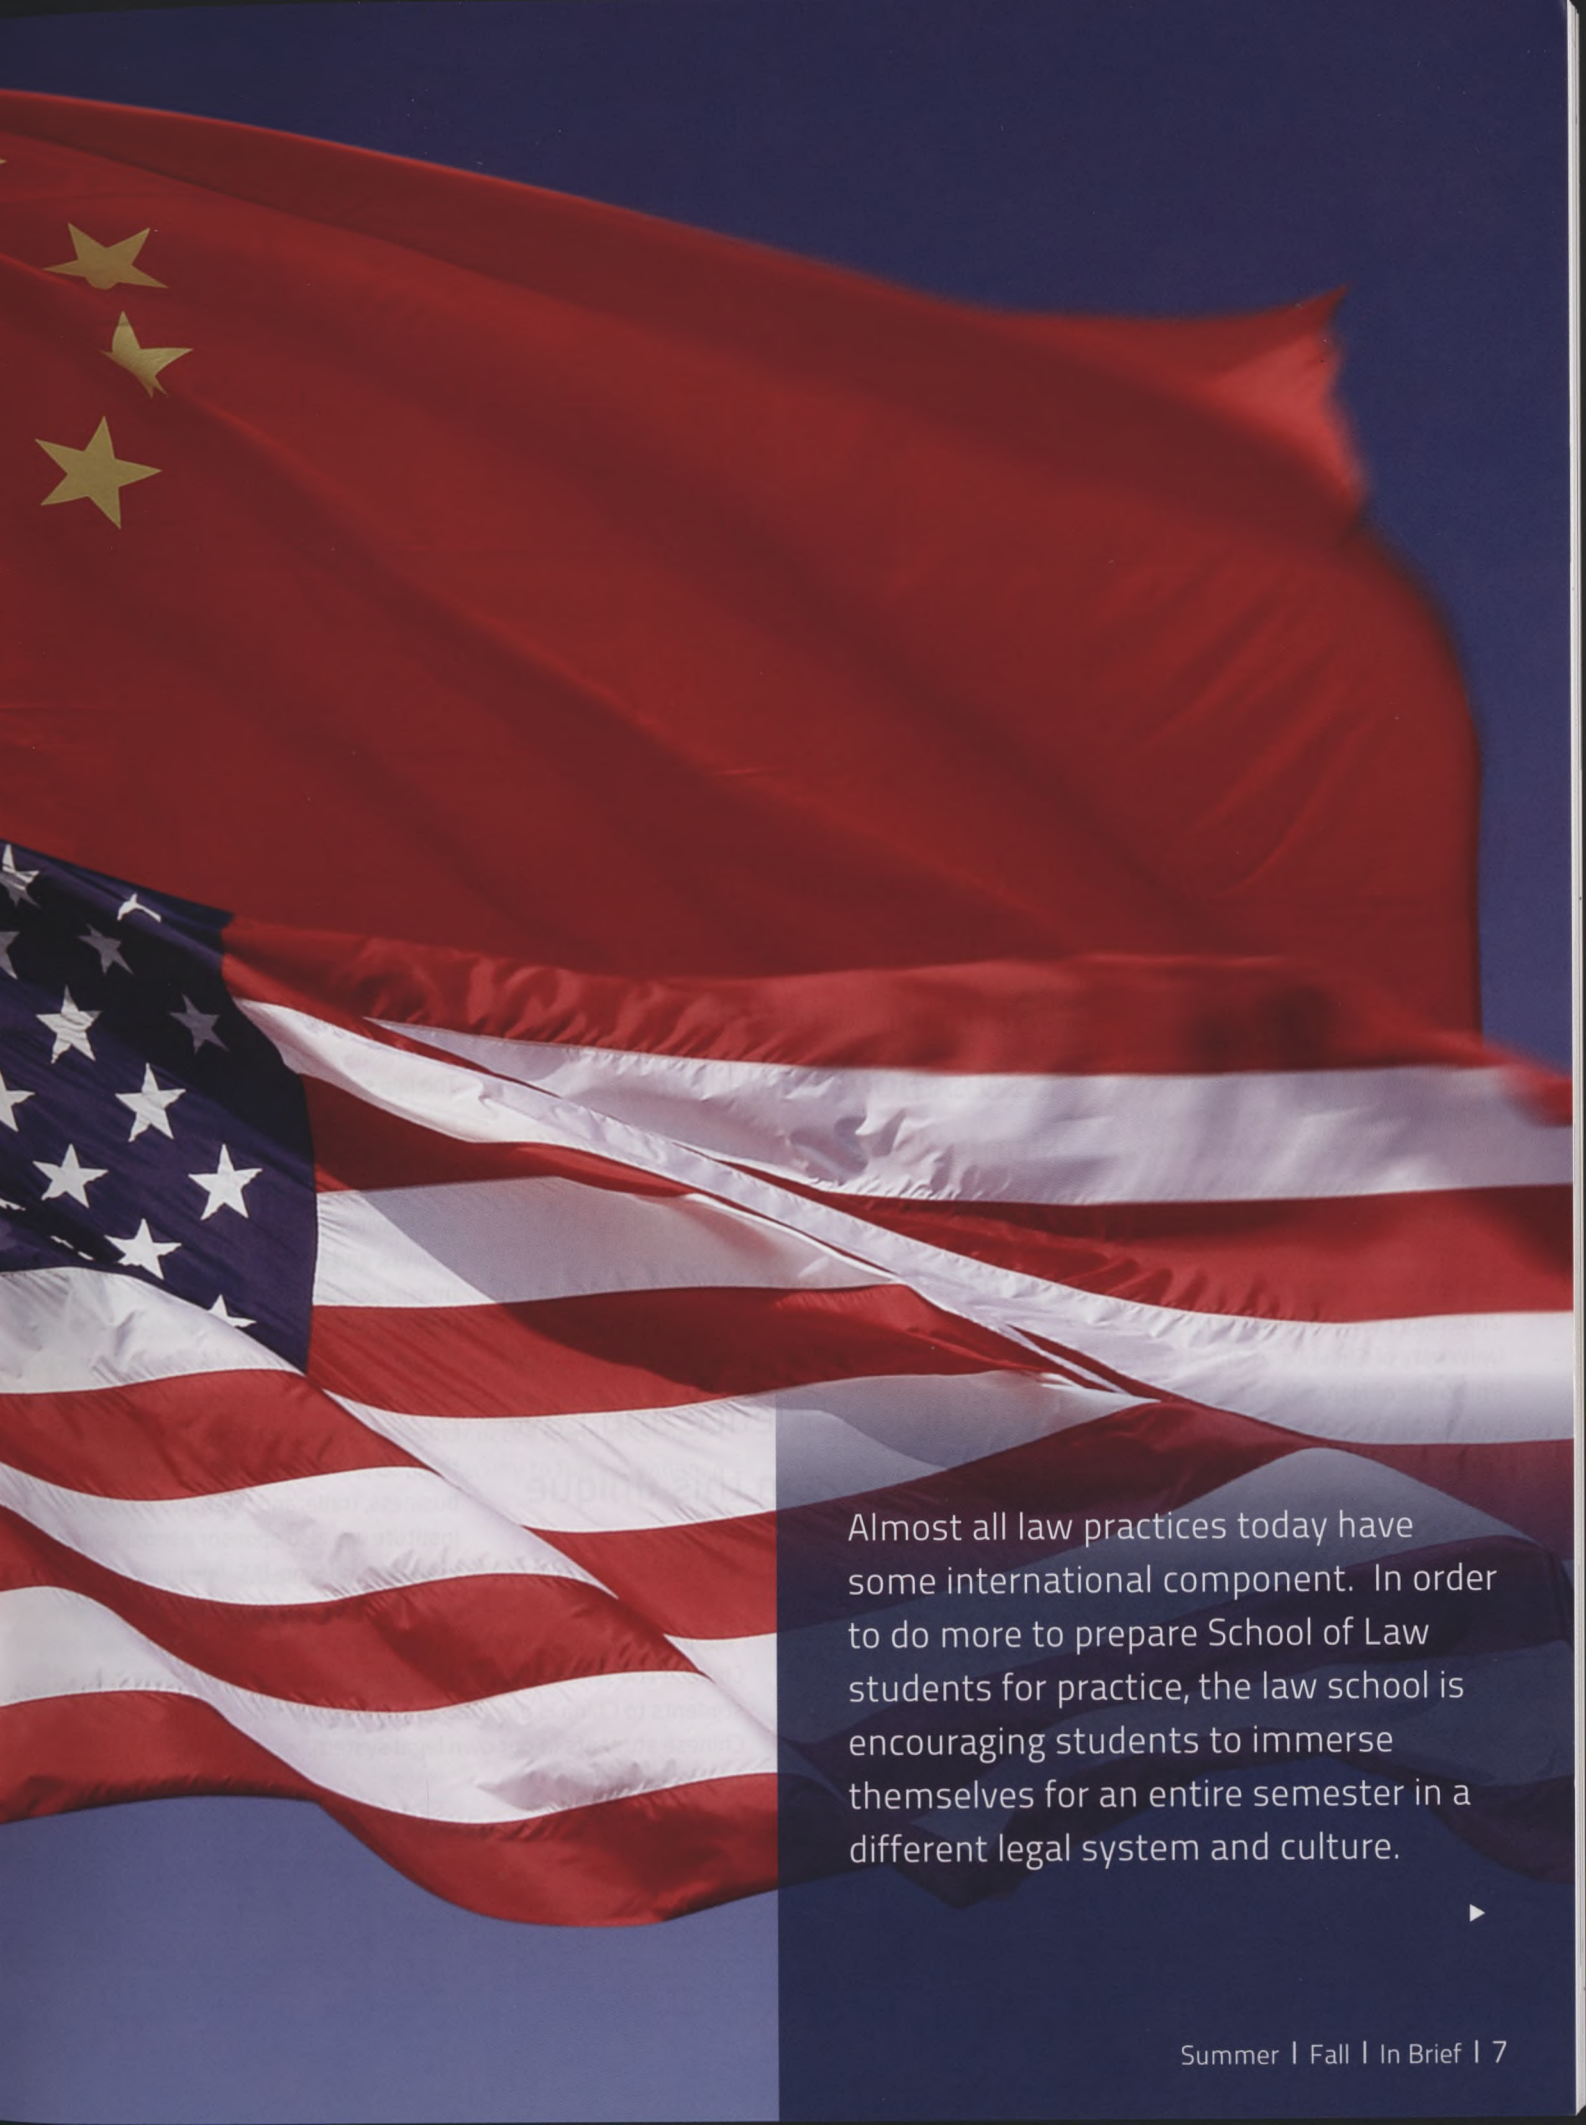 Almost all law practices today have
some international component.  In order
to do more to prepare School of Law
students for practice, the law school is
encouraging students to immerse
themselves for an entire semester in a
different legal system and culture.
Summer | Fall | In Brief | 7